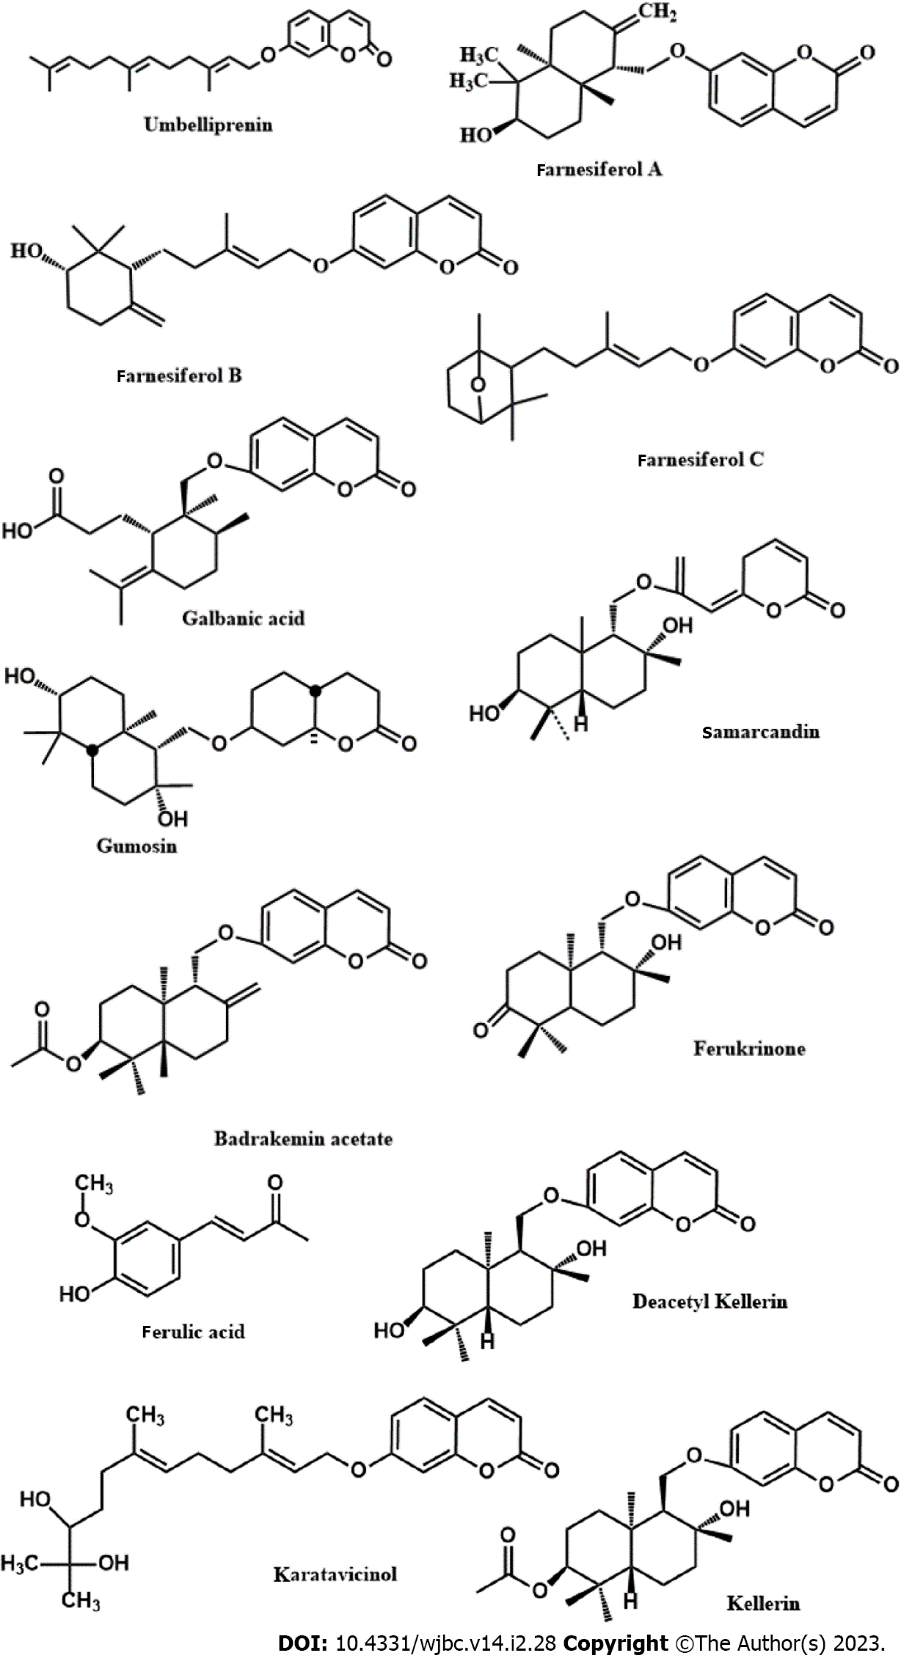 CH₂
O
O
O
H₃C
O
O
O
H₃C
HO
Umbelliprenin
Farnesiferol A
HO
O
O
O
Farnesiferol B
O
O
O
O
Farnesiferol C
O
O
HO
O
O
Galbanic acid
O
O
O
OH
HO
H
Samarcandin
HO
O
O
O
OH
Gumosin
O
O
O
O
O
Badrakemin acetate
O
O
O
OH
O
Ferukrinone
CH₃
O
O
HO
Ferulic acid
O
O
O
OH
HO
H
Deacetyl Kellerin
CH₃
CH₃
O
O
O
HO
H₃C
OH
CH₃
Karatavicinol
O
O
O
OH
O
O
H
Kellerin
DOI: 10.4331/wjbc.v14.i2.28 Copyright ©The Author(s) 2023.